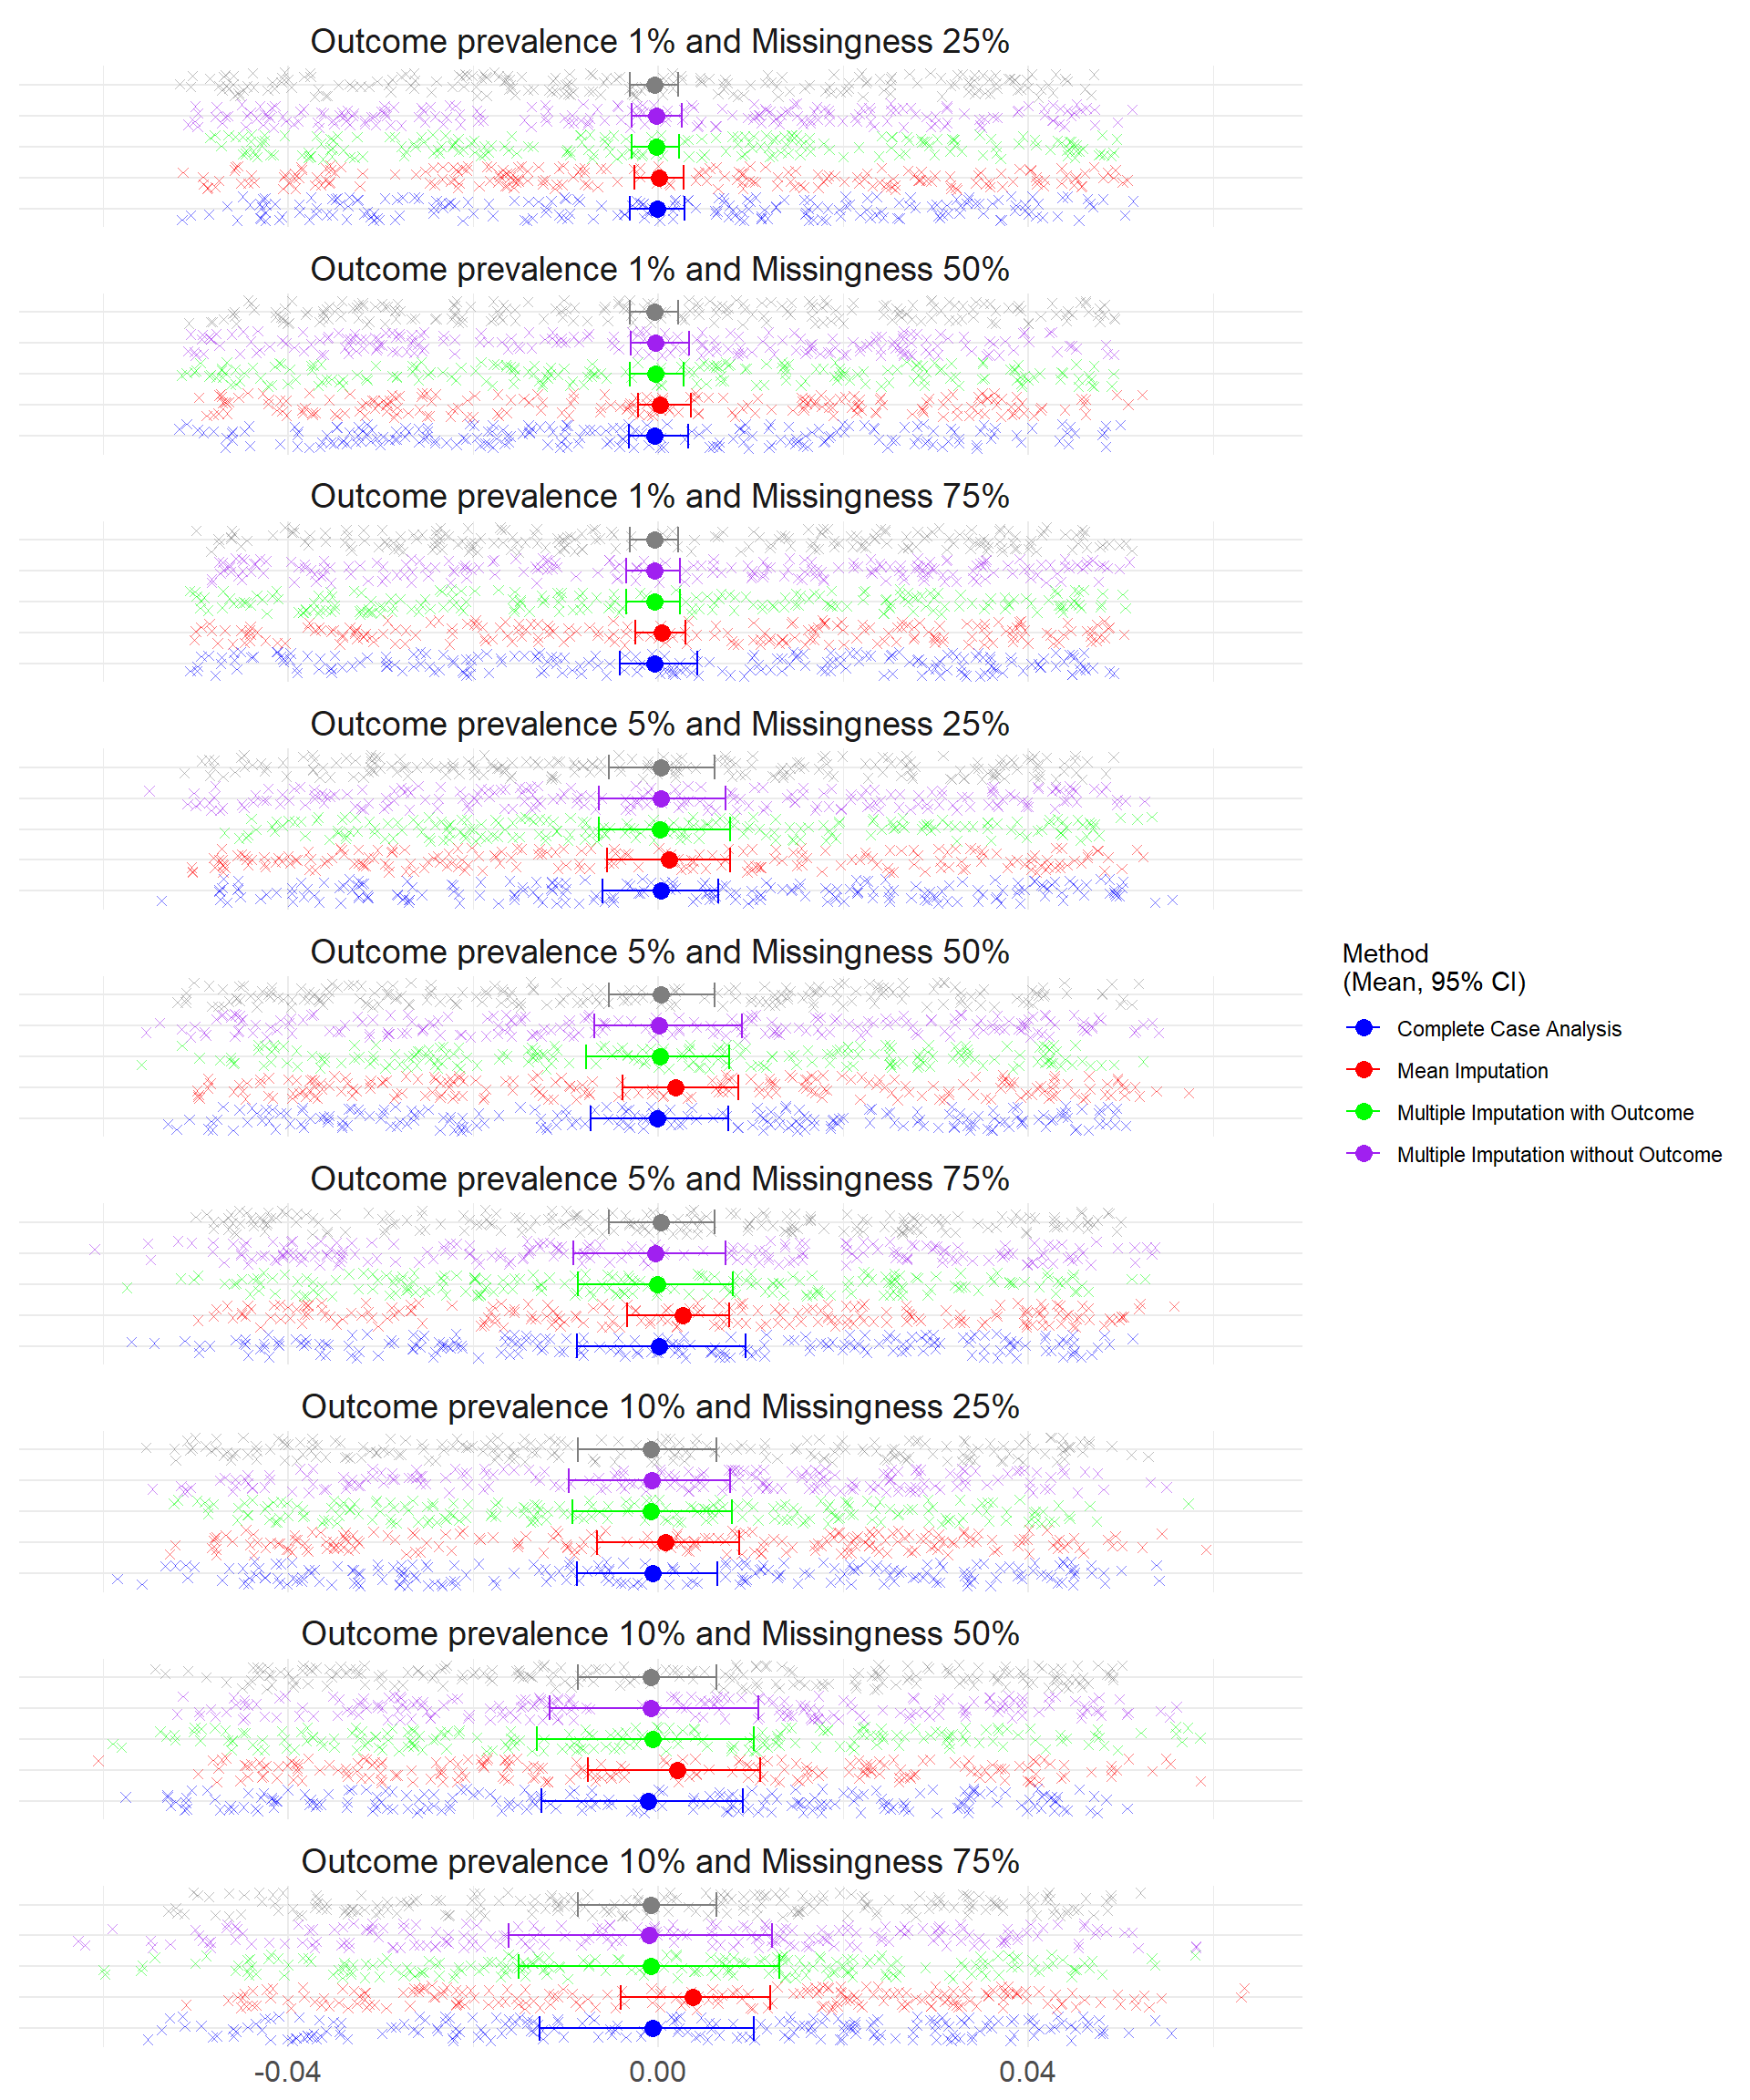 Outcome prevalence 1% and Missingness 25%
Outcome prevalence 1% and Missingness 50%
Outcome prevalence 1% and Missingness 75%
Outcome prevalence 5% and Missingness 25%
Outcome prevalence 5% and Missingness 50%
Outcome prevalence 5% and Missingness 75%
Outcome prevalence 10% and Missingness 25%
Outcome prevalence 10% and Missingness 50%
Outcome prevalence 10% and Missingness 75%
-0.04 0.00 0.04
Method
(Mean, 95% CI)
Complete Case Analysis
Mean Imputation
Multiple Imputation with Outcome
Multiple Imputation without Outcome